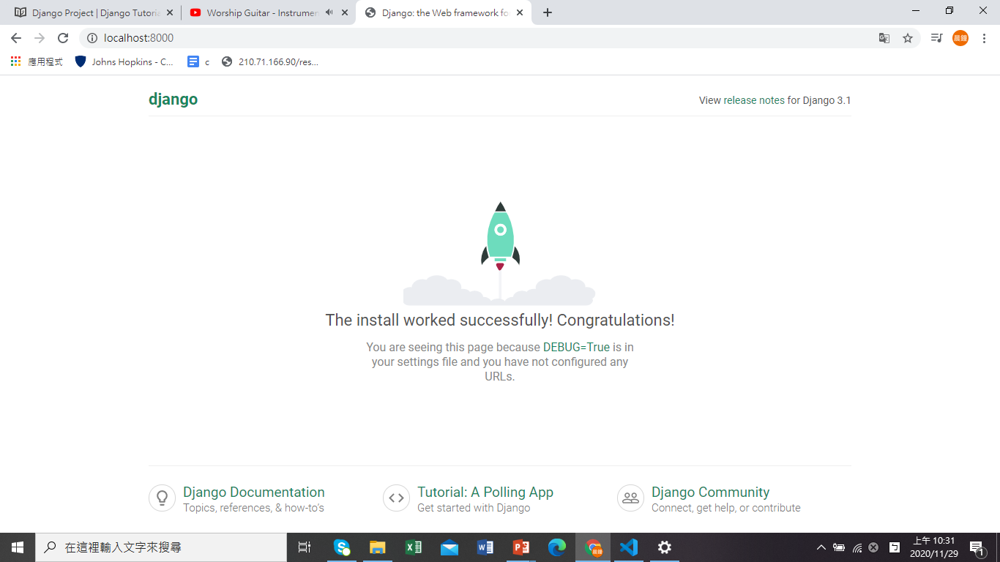 Django Project | Django Tutoria
Worship Guitar - Instrumen
Django: the Web framework fo
localhost:8000
晨鐘
應用程式
Johns Hopkins - C...
c
210.71.166.90/res...
django
View release notes for Django 3.1
The install worked successfully! Congratulations!
You are seeing this page because DEBUG=True is in
your settings file and you have not configured any
URLs.
Django Documentation
Topics, references, & how-to's
Tutorial: A Polling App
Get started with Django
Django Community
Connect, get help, or contribute
在這裡輸入文字來搜尋
上午 10:31
2020/11/29
1